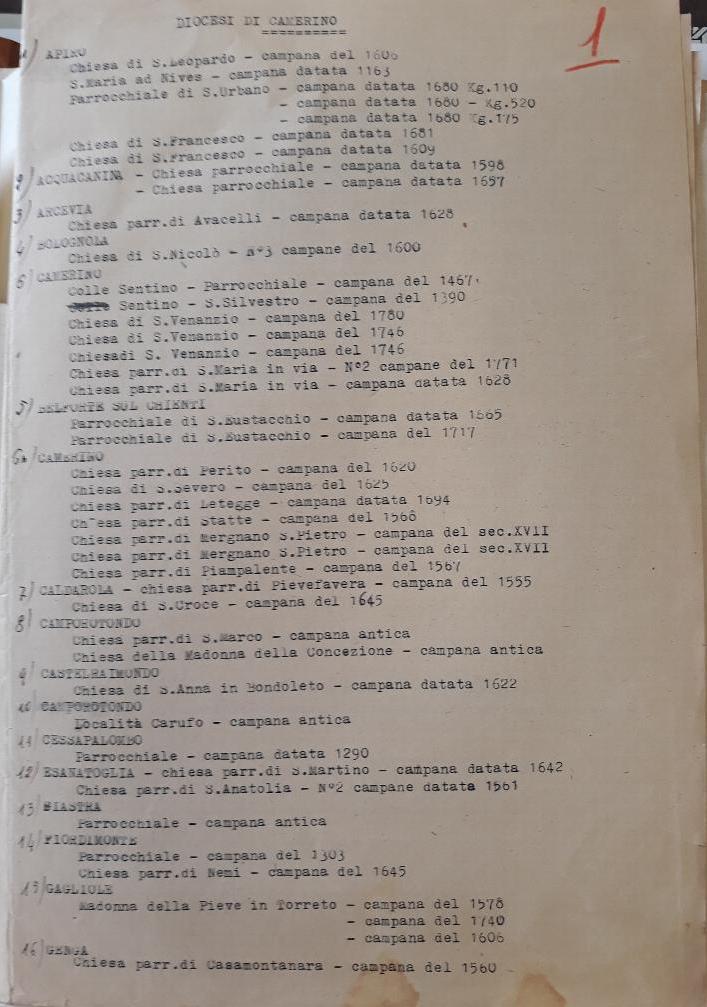 DIOCESI DI CAMERINO
==========
1
1/ APIRO
Chiesa di S.Leopardo - campana del 1606
S.Maria ad Nives - campana datata 1163
Parrocchiale di S.Urbano - campana datata 1680 Kg.110
- campana datata 1680 - Kg.520
- campana datata 1680 Kg.175
Chiesa di S.Francesco - campana datata 1681
Chiesa di S.Francesco - campana datata 1609
2/ ACQUACANINA - Chiesa parrocchiale - campana datata 1598
- Chiesa parrocchiale - campana datata 1657
3/ ARCEVIA
Chiesa parr.di Avacelli - campana datata 1628
4/ BOLOGNOLA
Chiesa di S.Nicolò - N°3 campane del 1600
6/ CAMERINO
Colle Sentino - Parrocchiale - campana del 1467
Sentino - S.Silvestro - campana del 1390
Chiesa di S.Venanzio - campana del 1780
Chiesa di S.Venanzio - campana del 1746
Chiesadi S. Venanzio - campana del 1746
Chiesa parr.di S.Maria in via - N°2 campane del 1771
Chiesa parr.di S.Maria in via - campana datata 1628
5/ BELFORTE SUL CHIENTI
Parrocchiale di S.Eustacchio - campana datata 1665
Parrocchiale di S.Eustacchio - campana del 1717
CAMERINO
Chiesa parr.di Perito - campana del 1620
Chiesa di S.Severo - campana del 1625
Chiesa parr.di Letegge - campana datata 1694
Ch"esa parr.di Statte - campana del 1568
Chiesa parr.di Mergnano S.Pietro - campana del sec.XVII
Chiesa parr.di Mergnano S.Pietro - campana del sec.XVII
Chiesa parr.di Piampalente - campana del 1567
7/ CALDAROLA - chiesa parr.di Pievefavera - campana del 1555
Chiesa di S.Croce - campana del 1645
8/ CAMPOROTONDO
Chiesa parr.di S.Marco - campana antica
Chiesa della Madonna della Concezione - campana antica
9/ CASTELRAIMONDO
Chiesa di S.Anna in Bondoleto - campana datata 1622
10 CAMPOROTONDO
Località Carufo - campana antica
11/ CESSAPALOMBO
Parrocchiale - campana datata 1290
12/ ESANATOGLIA - chiesa parr.di S.Martino - campana datata 1642
Chiesa parr.di S.Anatolia - N°2 campane datata 1561
13/ FIASTRA
Parrocchiale - campana antica
14/ FIORDIMONTE
Parrocchiale - campana del 1303
Chiesa parr.di Nemi - campana del 1645
15/ GAGLIOLE
Madonna della Pieve in Torreto - campana del 1578
- campana del 1740
- campana del 1606
16/ GENGA
Chiesa parr.di Casamontanara - campana del 1560